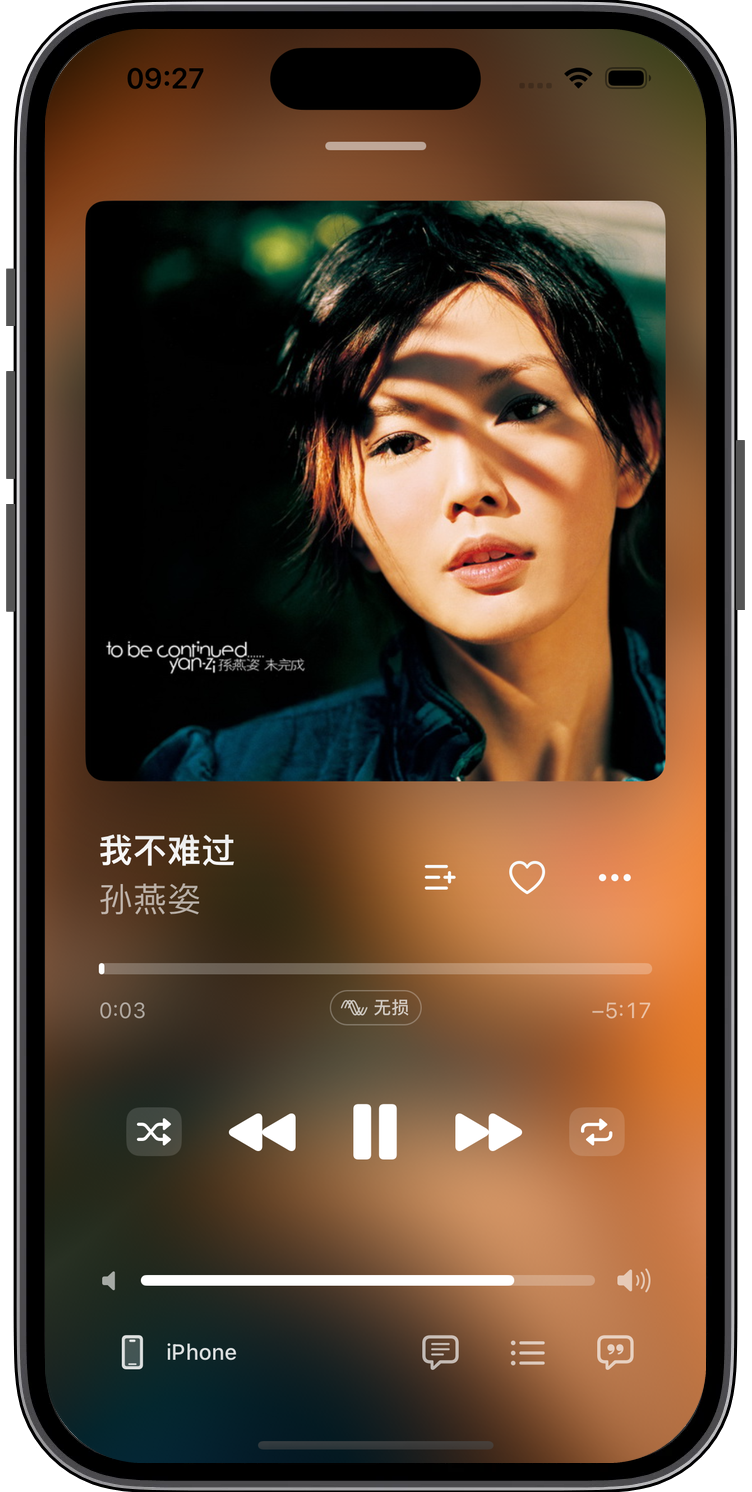 09:27
to be continued......
yan-zi 孫燕姿 未完成
我不难过
孙燕姿
0:03
无损
−5:17
iPhone